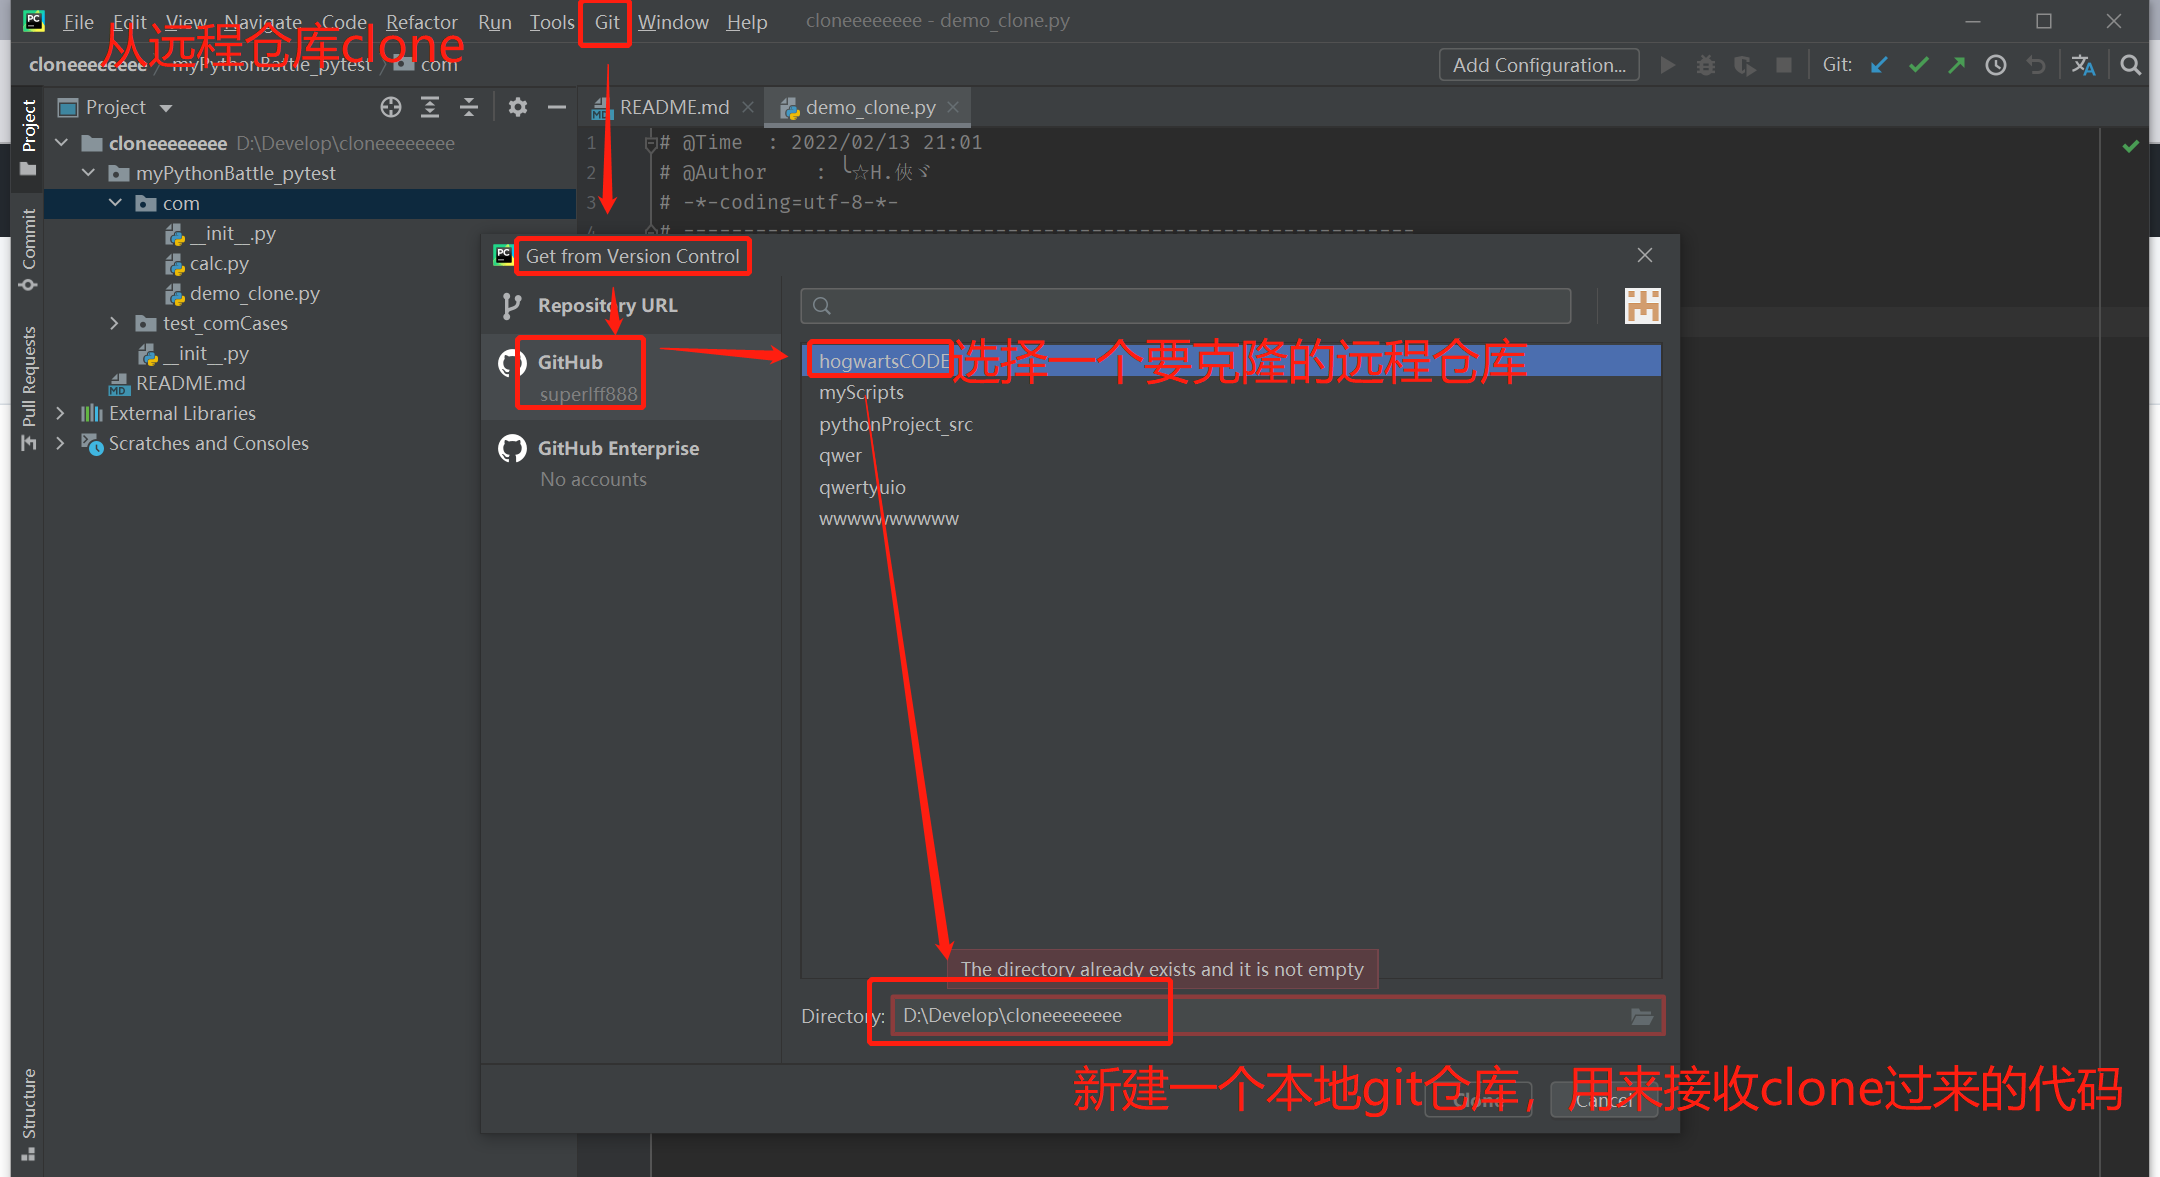 File Edit View Navigate Code Refactor Run Tools Git Window Help cloneeeeeeee - demo_clone.py
从远程仓库clone
cloneeeeeeee myPythonBattle_pytest com
Add Configuration... Git:
Project
README.md demo_clone.py
Project
Commit
Pull Requests
Structure
cloneeeeeeee D:\Develop\cloneeeeeeee
myPythonBattle_pytest
com
__init__.py
calc.py
demo_clone.py
test_comCases
__init__.py
README.md
External Libraries
Scratches and Consoles
1 # @Time : 2022/02/13 21:01
2 # @Author : ╰☆H.俠ヾ
3 # -*-coding=utf-8-*-
4 # -------------------------------------------------------------
Get from Version Control
Repository URL
GitHub
superlff888
GitHub Enterprise
No accounts
hogwartsCODE
选择一个要克隆的远程仓库
myScripts
pythonProject_src
qwer
qwertyuio
wwwwwwwwww
The directory already exists and it is not empty
Directory: D:\Develop\cloneeeeeeee
新建一个本地git仓库，用来接收clone过来的代码
Clone Cancel